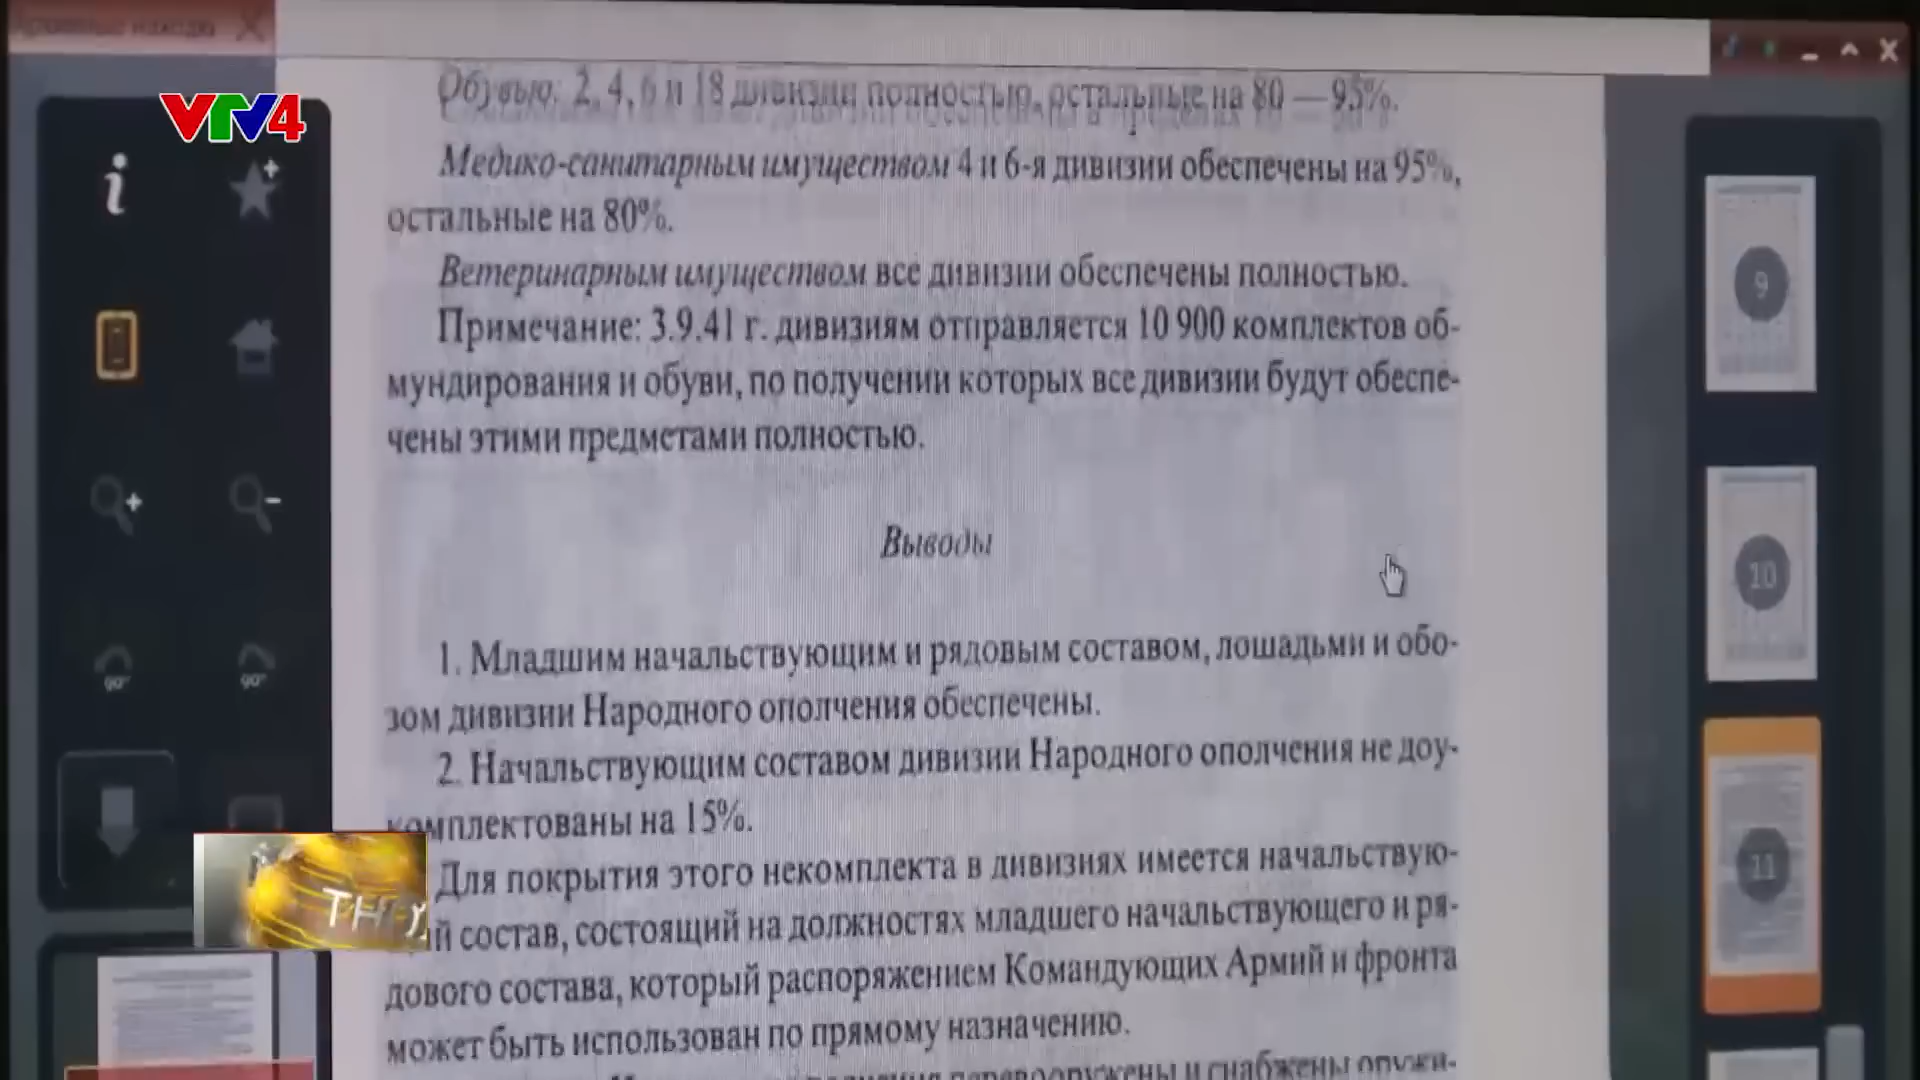 VTV4
Обувью: 2, 4, 6 и 18 дивизии полностью, остальные на 80 — 95%.
Медико-санитарным имуществом 4 и 6-я дивизии обеспечены на 95%,
остальные на 80%.
Ветеринарным имуществом все дивизии обеспечены полностью.
Примечание: 3.9.41 г. дивизиям отправляется 10 900 комплектов об-
мундирования и обуви, по получении которых все дивизии будут обеспе-
чены этими предметами полностью.
Выводы
1. Младшим начальствующим и рядовым составом, лошадьми и обо-
зом дивизии Народного ополчения обеспечены.
2. Начальствующим составом дивизии Народного ополчения не доу-
комплектованы на 15%.
Для покрытия этого некомплекта в дивизиях имеется начальствую-
й состав, состоящий на должностях младшего начальствующего и ря-
дового состава, который распоряжением Командующих Армий и фронта
может быть использован по прямому назначению.
перевооружены и снабжены оружи-
90°
90°
9
10
11